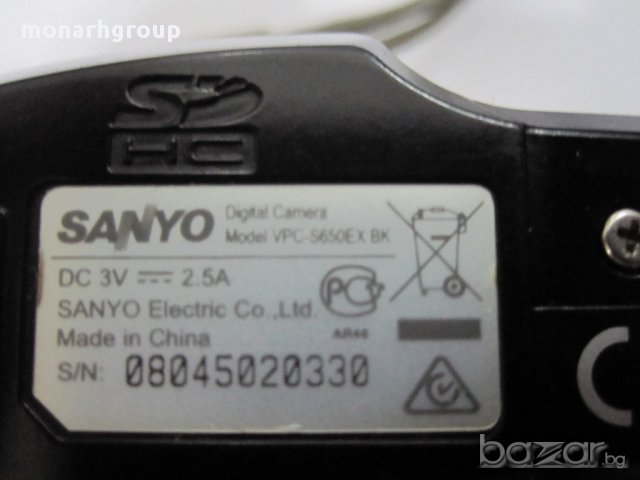 monarhgroup
SD
HC
SANYO Digital Camera
Model VPC-S650EX BK
DC 3V 2.5A
SANYO Electric Co.,Ltd.
Made in China
S/N: 08045020330
PC
AR46
C
bazar.bg